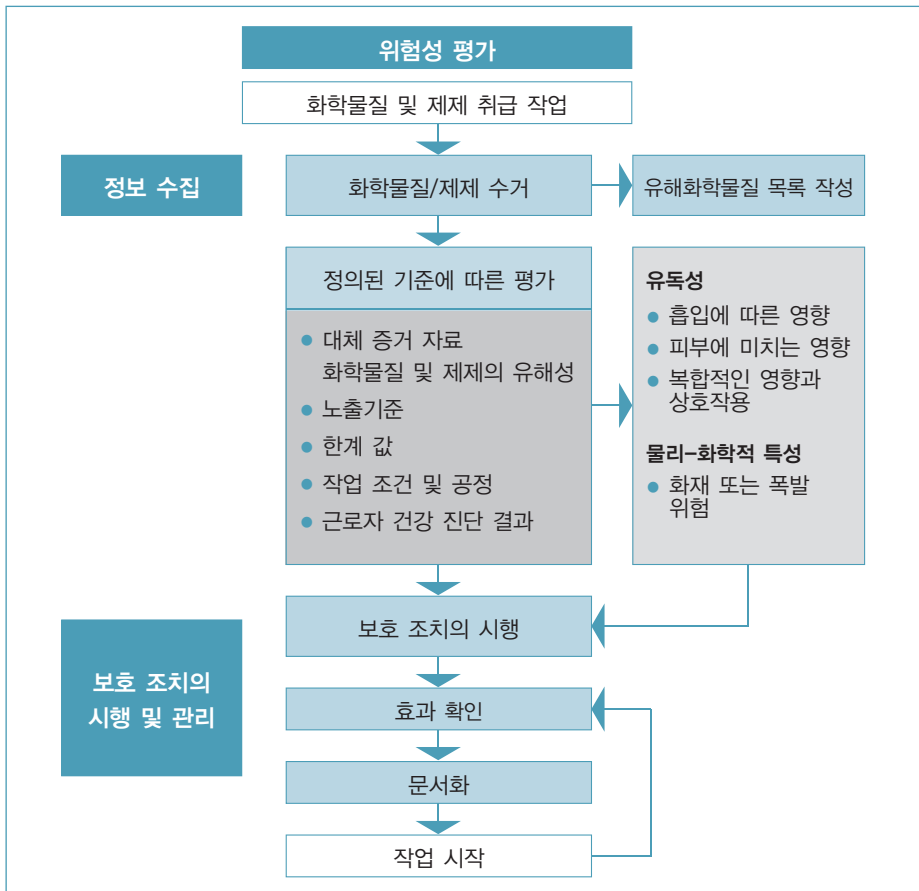 위험성 평가
화학물질 및 제제 취급 작업
정보 수집
화학물질/제제 수거
유해화학물질 목록 작성
정의된 기준에 따른 평가
● 대체 증거 자료
화학물질 및 제제의 유해성
● 노출기준
● 한계 값
● 작업 조건 및 공정
● 근로자 건강 진단 결과
유독성
● 흡입에 따른 영향
● 피부에 미치는 영향
● 복합적인 영향과
상호작용
물리-화학적 특성
● 화재 또는 폭발
위험
보호 조치의
시행 및 관리
보호 조치의 시행
효과 확인
문서화
작업 시작